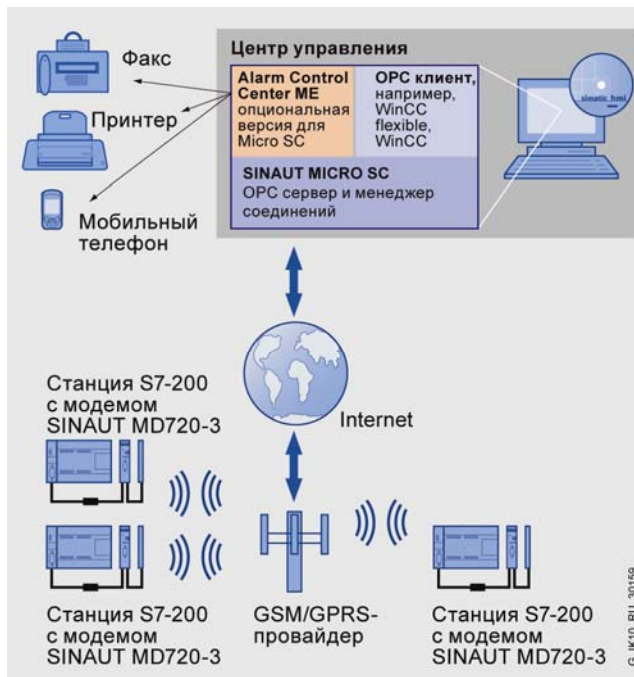 Факс
Принтер
Мобильный
телефон
Центр управления
Alarm Control
Center ME
опциональная
версия для
Micro SC
OPC клиент,
например,
WinCC
flexible,
WinCC
SINAUT MICRO SC
OPC сервер и менеджер
соединений
simatic hmi
Internet
Станция S7-200
с модемом
SINAUT MD720-3
Станция S7-200
с модемом
SINAUT MD720-3
GSM/GPRS-
провайдер
Станция S7-200
с модемом
SINAUT MD720-3
G_IK10_RU_30159